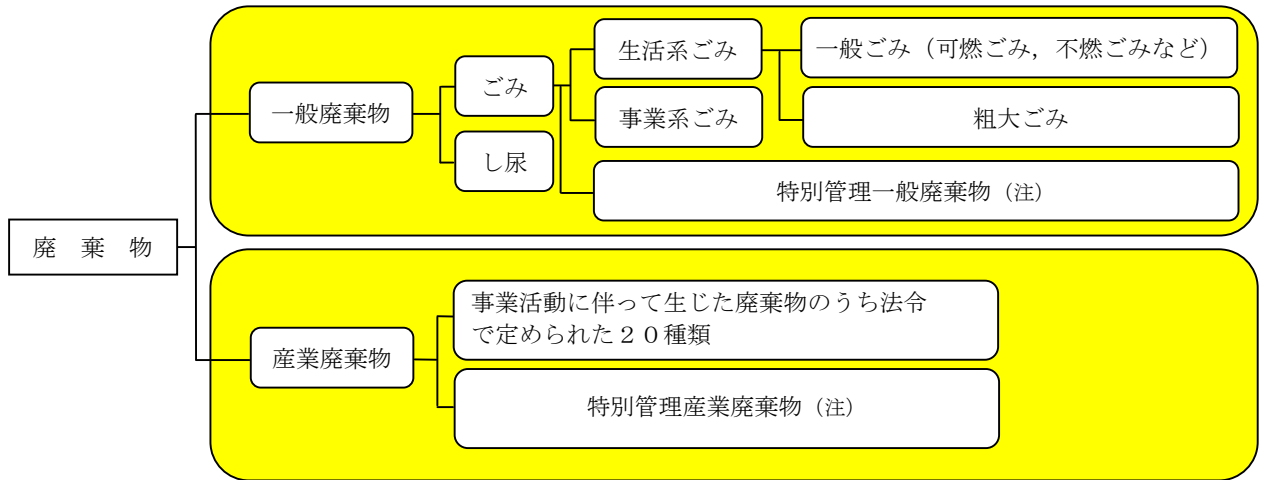 廃 棄 物
一般廃棄物
ごみ
し尿
生活系ごみ
事業系ごみ
一般ごみ（可燃ごみ，不燃ごみなど）
粗大ごみ
特別管理一般廃棄物（注）
産業廃棄物
事業活動に伴って生じた廃棄物のうち法令
で定められた２０種類
特別管理産業廃棄物（注）